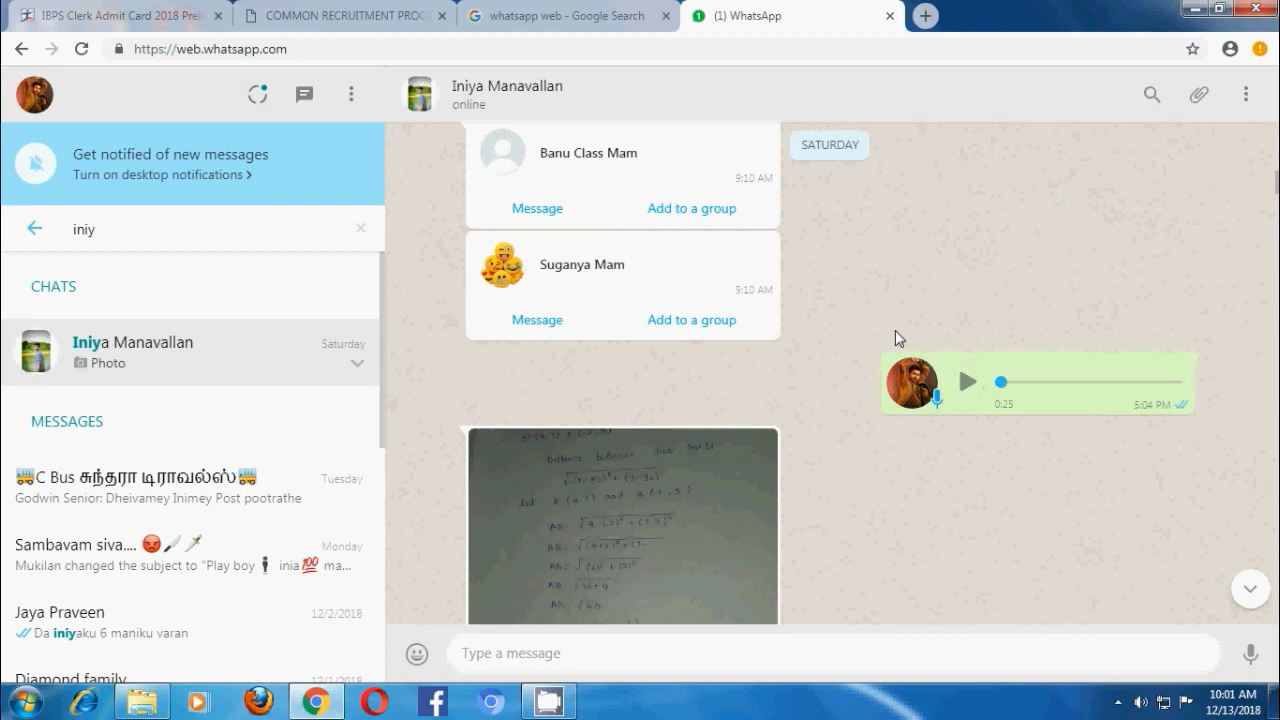 IBPS Clerk Admit Card 2018 Preli
COMMON RECRUITMENT PROC
whatsapp web - Google Search
(1) WhatsApp
https://web.whatsapp.com
Iniya Manavallan
online
Get notified of new messages
Turn on desktop notifications >
iniy
CHATS
Iniya Manavallan
Saturday
Photo
MESSAGES
🚌C Bus சுந்தரா டிராவல்ஸ்🚌
Tuesday
Godwin Senior: Dheivamey Inimey Post pootrathe
Sambavam siva....
Monday
Mukilan changed the subject to "Play boy inia💯 ma...
Jaya Praveen
12/2/2018
Da iniyaku 6 maniku varan
Diamond family
12/1/2018
Banu Class Mam
9:10 AM
Message
Add to a group
Suganya Mam
9:10 AM
Message
Add to a group
SATURDAY
0:25
5:04 PM
Type a message
10:01 AM
12/13/2018